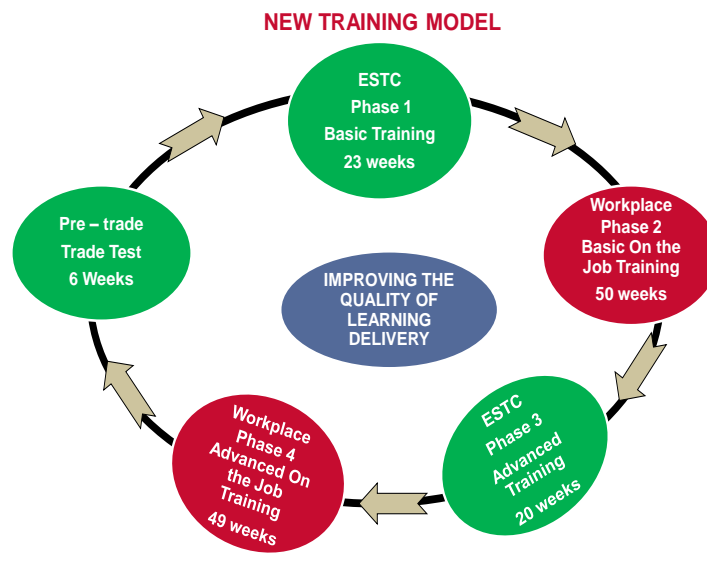 NEW TRAINING MODEL
ESTC
Phase 1
Basic Training
23 weeks
Workplace
Phase 2
Basic On the
Job Training
50 weeks
ESTC
Phase 3
Advanced
Training
20 weeks
Workplace
Phase 4
Advanced On
the Job
Training
49 weeks
Pre – trade
Trade Test
6 Weeks
IMPROVING THE
QUALITY OF
LEARNING
DELIVERY